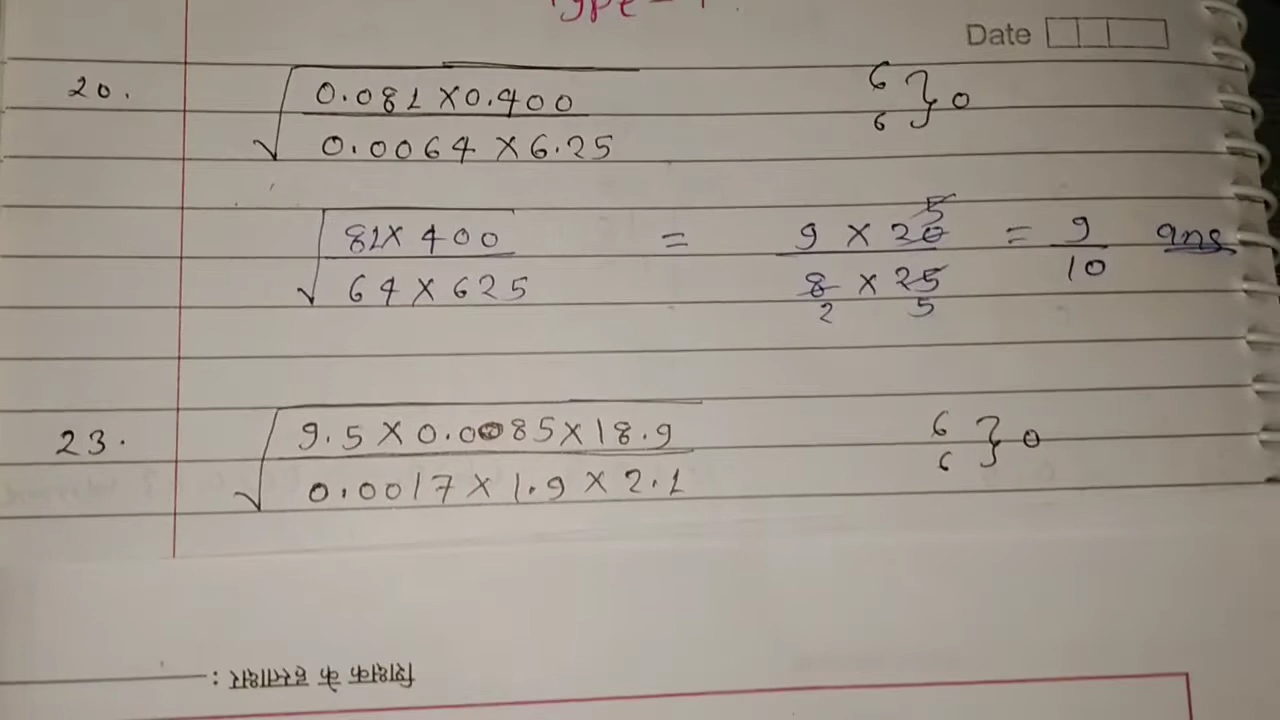 Type - 1.
Date
20. √ 0.081 × 0.400 / 0.0064 × 6.25 6 6 } 0
√ 81 × 400 / 64 × 625 = 9 × 20 5 / 8 2 × 25 5 = 9 / 10 ans
23. √ 9.5 × 0.0085 × 18.9 / 0.0017 × 1.9 × 2.1 6 6 } 0
शिक्षक के हस्ताक्षर :